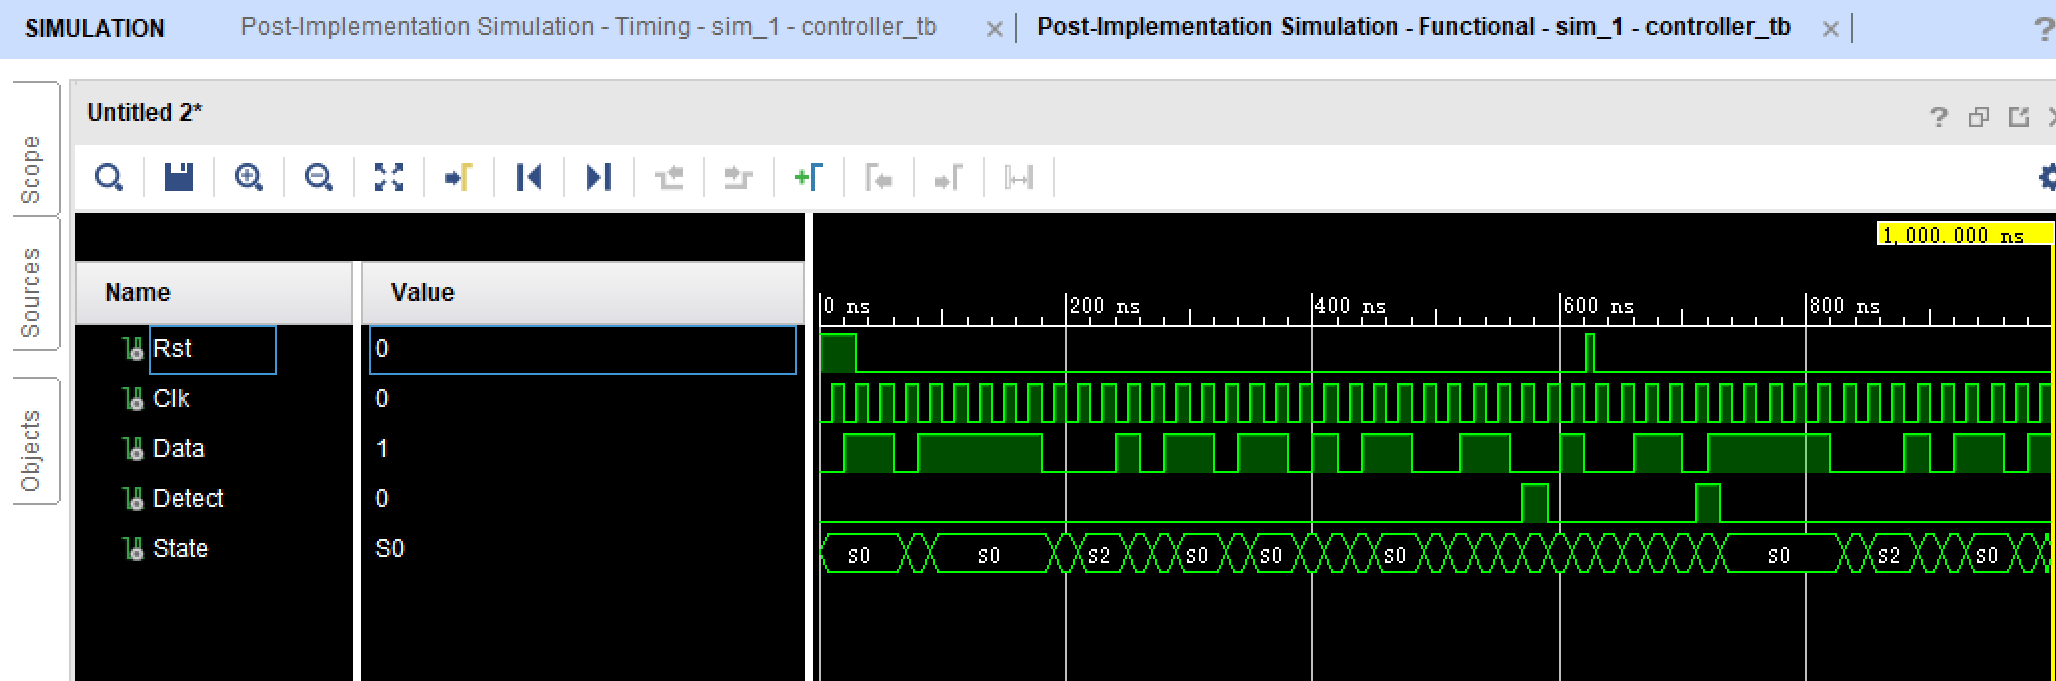 SIMULATION
Post-Implementation Simulation - Timing - sim_1 - controller_tb
Post-Implementation Simulation - Functional - sim_1 - controller_tb
?
Scope
Sources
Objects
Untitled 2*
?
1,000.000 ns
Name Value
0 ns 200 ns 400 ns 600 ns 800 ns
Rst 0
Clk 0
Data 1
Detect 0
State S0 S0 S0 S2 S0 S0 S0 S0 S2 S0